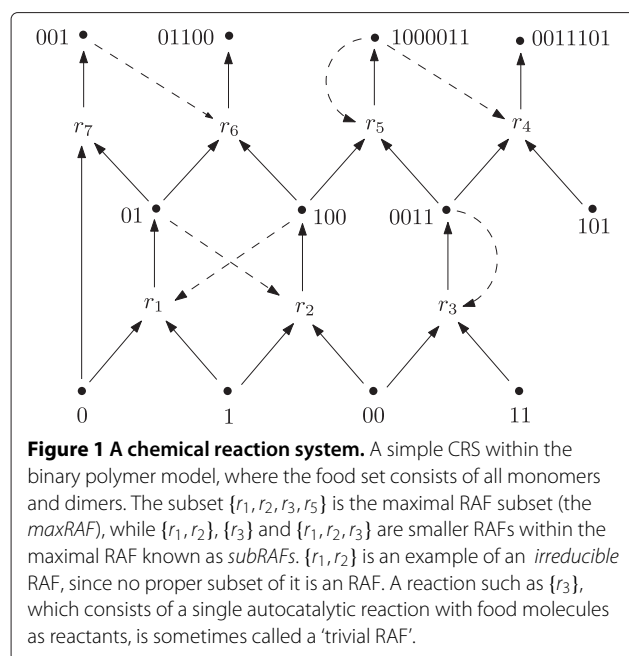 001 01100 1000011 0011101
r7 r6 r5 r4
01 100 0011 101
r1 r2 r3
0 1 00 11
Figure 1 A chemical reaction system. A simple CRS within the
binary polymer model, where the food set consists of all monomers
and dimers. The subset {r1, r2, r3, r5} is the maximal RAF subset (the
maxRAF), while {r1, r2}, {r3} and {r1, r2, r3} are smaller RAFs within the
maximal RAF known as subRAFs. {r1, r2} is an example of an irreducible
RAF, since no proper subset of it is an RAF. A reaction such as {r3},
which consists of a single autocatalytic reaction with food molecules
as reactants, is sometimes called a ‘trivial RAF’.